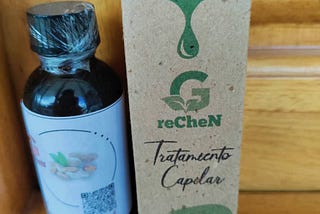 G
reCheN
Tratamiento
Capilar